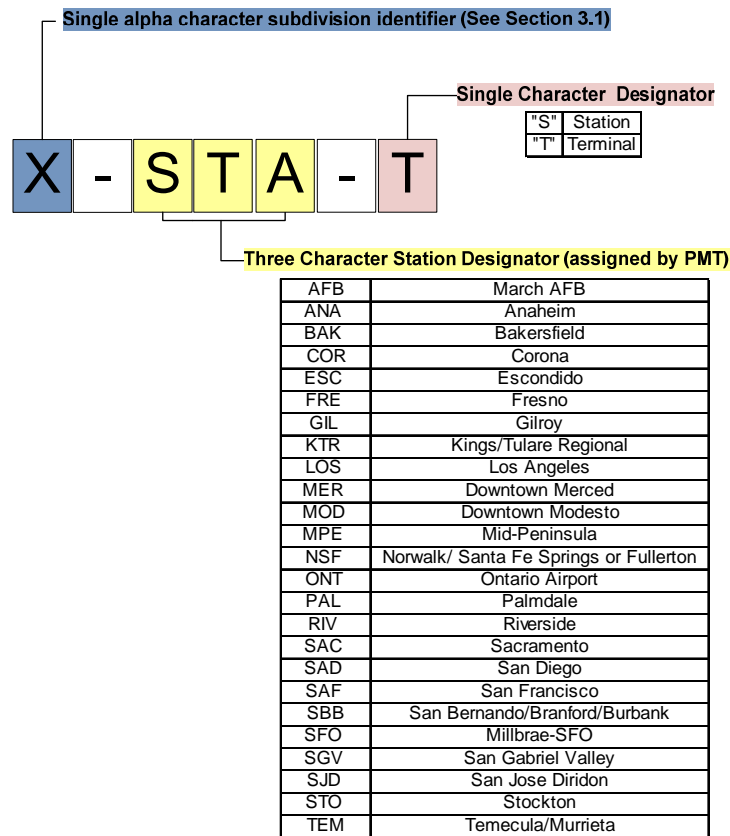 Single alpha character subdivision identifier (See Section 3.1)
Single Character Designator
"S" Station
"T" Terminal
X - S T A - T
Three Character Station Designator (assigned by PMT)
AFB March AFB
ANA Anaheim
BAK Bakersfield
COR Corona
ESC Escondido
FRE Fresno
GIL Gilroy
KTR Kings/Tulare Regional
LOS Los Angeles
MER Downtown Merced
MOD Downtown Modesto
MPE Mid-Peninsula
NSF Norwalk/ Santa Fe Springs or Fullerton
ONT Ontario Airport
PAL Palmdale
RIV Riverside
SAC Sacramento
SAD San Diego
SAF San Francisco
SBB San Bernando/Branford/Burbank
SFO Millbrae-SFO
SGV San Gabriel Valley
SJD San Jose Diridon
STO Stockton
TEM Temecula/Murrieta